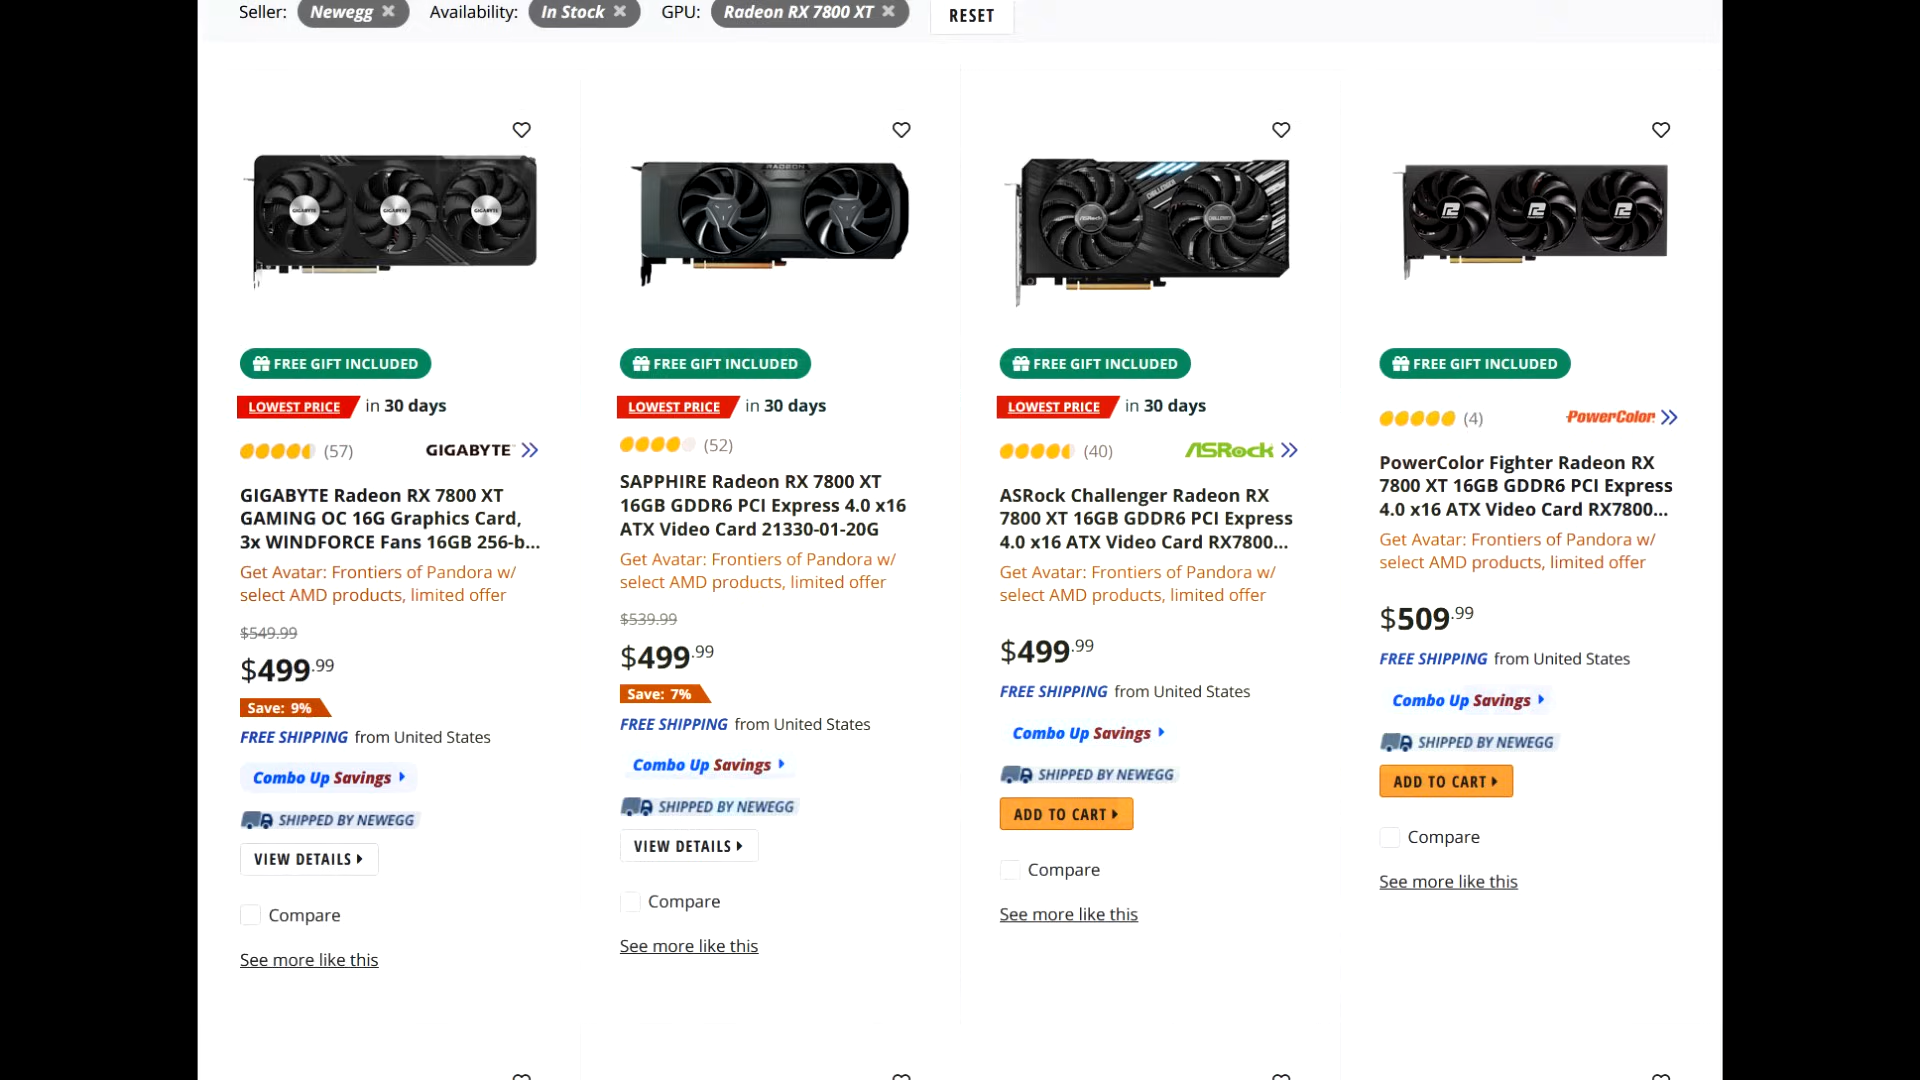 Seller: Newegg Availability: In Stock GPU: Radeon RX 7800 XT RESET
FREE GIFT INCLUDED
LOWEST PRICE in 30 days
(57) GIGABYTE
GIGABYTE Radeon RX 7800 XT
GAMING OC 16G Graphics Card,
3x WINDFORCE Fans 16GB 256-b...
Get Avatar: Frontiers of Pandora w/
select AMD products, limited offer
$549.99
$499.99
Save: 9%
FREE SHIPPING from United States
Combo Up Savings
SHIPPED BY NEWEGG
VIEW DETAILS
Compare
See more like this
RADEON
FREE GIFT INCLUDED
LOWEST PRICE in 30 days
(52)
SAPPHIRE Radeon RX 7800 XT
16GB GDDR6 PCI Express 4.0 x16
ATX Video Card 21330-01-20G
Get Avatar: Frontiers of Pandora w/
select AMD products, limited offer
$539.99
$499.99
Save: 7%
FREE SHIPPING from United States
Combo Up Savings
SHIPPED BY NEWEGG
VIEW DETAILS
Compare
See more like this
FREE GIFT INCLUDED
LOWEST PRICE in 30 days
(40) ASRock
ASRock Challenger Radeon RX
7800 XT 16GB GDDR6 PCI Express
4.0 x16 ATX Video Card RX7800...
Get Avatar: Frontiers of Pandora w/
select AMD products, limited offer
$499.99
FREE SHIPPING from United States
Combo Up Savings
SHIPPED BY NEWEGG
ADD TO CART
Compare
See more like this
FREE GIFT INCLUDED
(4) PowerColor
PowerColor Fighter Radeon RX
7800 XT 16GB GDDR6 PCI Express
4.0 x16 ATX Video Card RX7800...
Get Avatar: Frontiers of Pandora w/
select AMD products, limited offer
$509.99
FREE SHIPPING from United States
Combo Up Savings
SHIPPED BY NEWEGG
ADD TO CART
Compare
See more like this